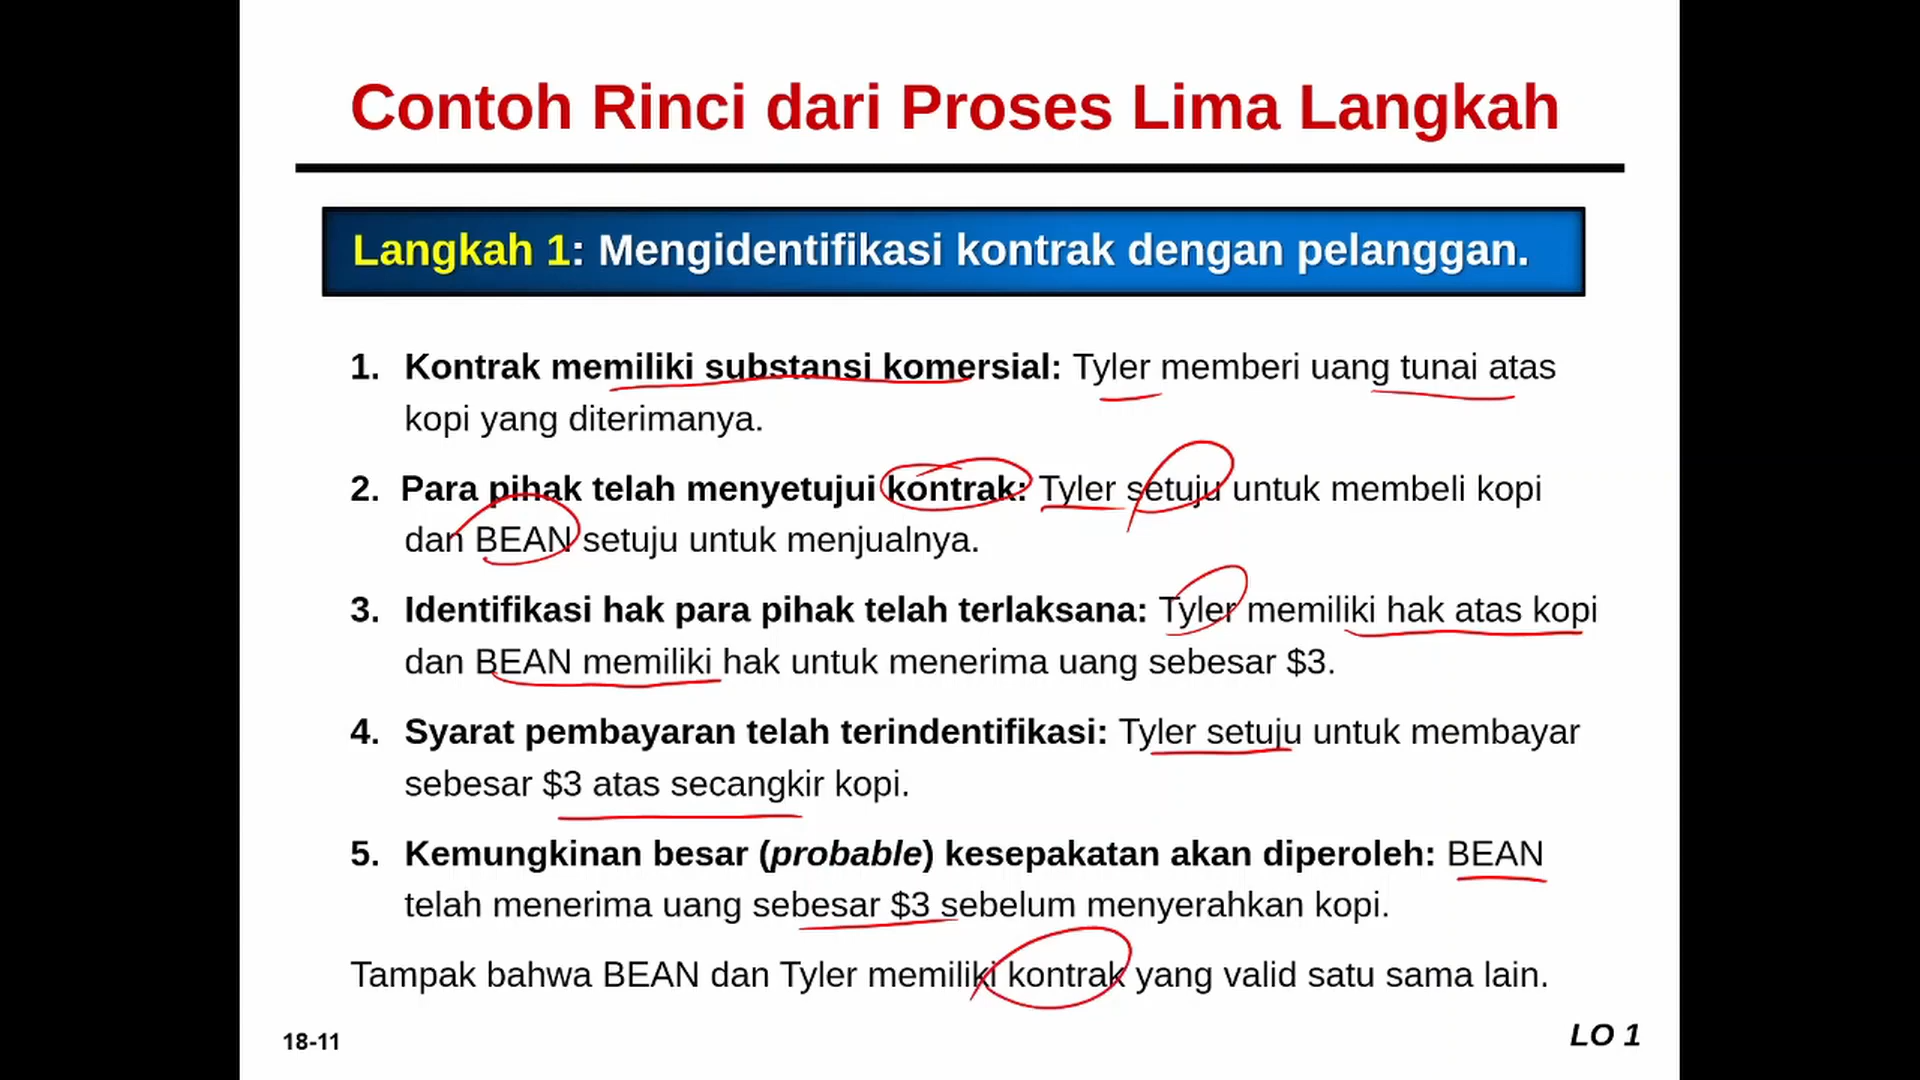 Contoh Rinci dari Proses Lima Langkah
Langkah 1: Mengidentifikasi kontrak dengan pelanggan.
1. Kontrak memiliki substansi komersial: Tyler memberi uang tunai atas
kopi yang diterimanya.
2. Para pihak telah menyetujui kontrak: Tyler setuju untuk membeli kopi
dan BEAN setuju untuk menjualnya.
3. Identifikasi hak para pihak telah terlaksana: Tyler memiliki hak atas kopi
dan BEAN memiliki hak untuk menerima uang sebesar $3.
4. Syarat pembayaran telah terindentifikasi: Tyler setuju untuk membayar
sebesar $3 atas secangkir kopi.
5. Kemungkinan besar (probable) kesepakatan akan diperoleh: BEAN
telah menerima uang sebesar $3 sebelum menyerahkan kopi.
Tampak bahwa BEAN dan Tyler memiliki kontrak yang valid satu sama lain.
18-11
LO 1